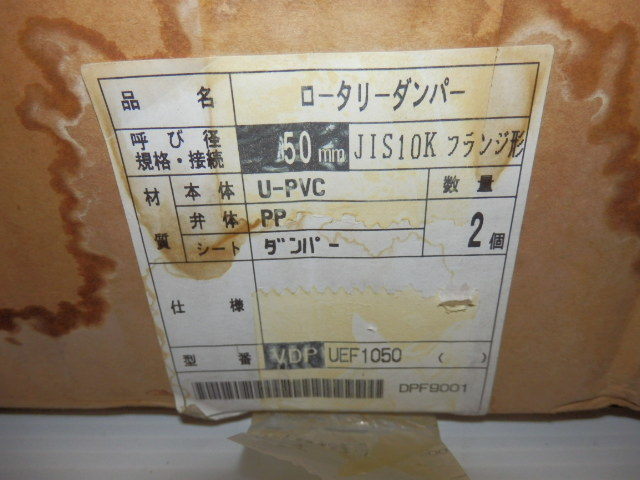 品名 ロータリーダンパー
呼び径 50mm JIS10K フランジ形
規格・接続
材質 本体 U-PVC 数量
弁体 PP 2個
シート ダンパー
仕様
型番 VDP UEF1050 ( )
DPF9001